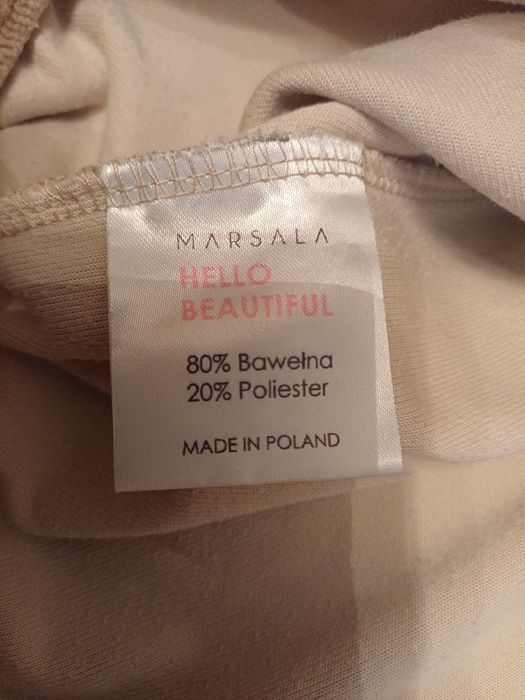 MARSALA
HELLO
BEAUTIFUL
80% Bawełna
20% Poliester
MADE IN POLAND